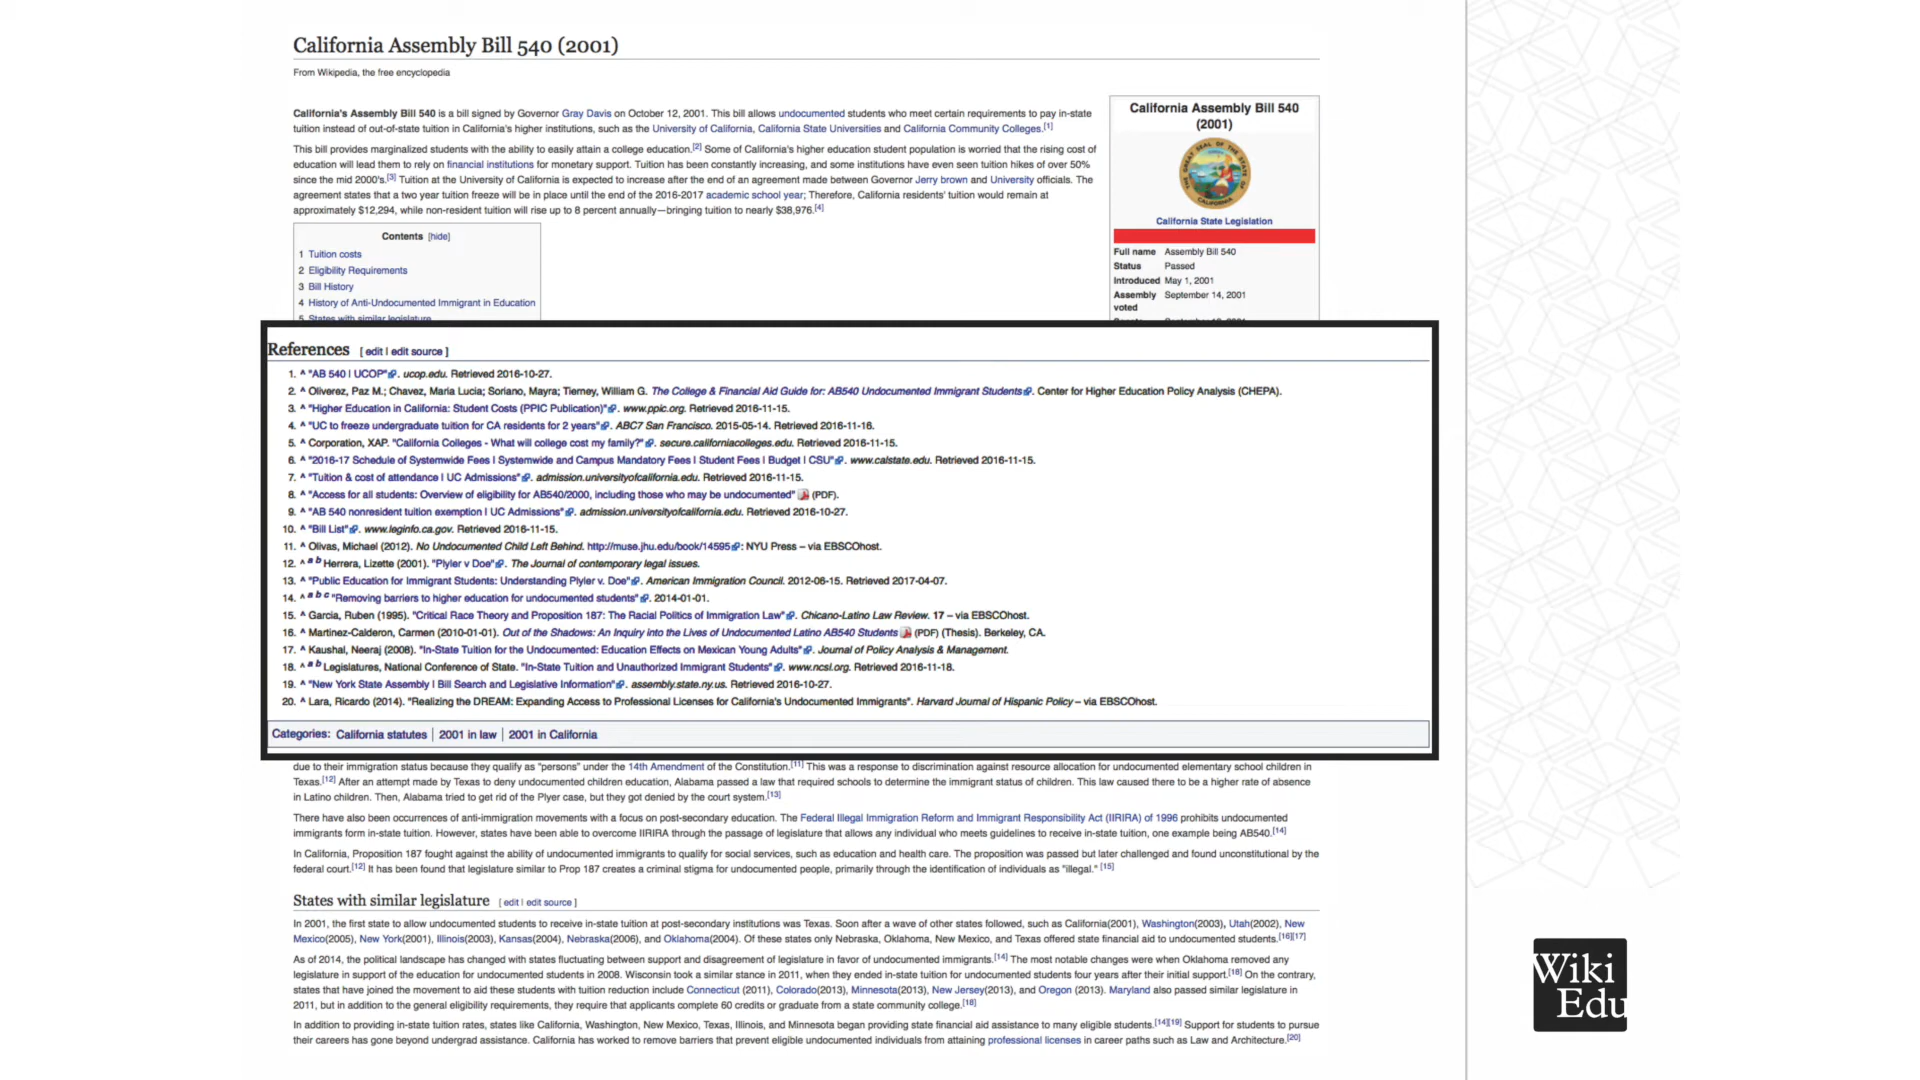 California Assembly Bill 540 (2001)
From Wikipedia, the free encyclopedia
California's Assembly Bill 540 is a bill signed by Governor Gray Davis on October 12, 2001. This bill allows undocumented students who meet certain requirements to pay in-state
tuition instead of out-of-state tuition in California's higher institutions, such as the University of California, California State Universities and California Community Colleges.[1]
This bill provides marginalized students with the ability to easily attain a college education.[2] Some of California's higher education student population is worried that the rising cost of
education will lead them to rely on financial institutions for monetary support. Tuition has been constantly increasing, and some institutions have even seen tuition hikes of over 50%
since the mid 2000's.[3] Tuition at the University of California is expected to increase after the end of an agreement made between Governor Jerry brown and University officials. The
agreement states that a two year tuition freeze will be in place until the end of the 2016-2017 academic school year; Therefore, California residents' tuition would remain at
approximately $12,294, while non-resident tuition will rise up to 8 percent annually—bringing tuition to nearly $38,976.[4]
California Assembly Bill 540
(2001)
THE GREAT SEAL OF THE STATE OF CALIFORNIA
California State Legislation
Full name Assembly Bill 540
Status Passed
Introduced May 1, 2001
Assembly voted September 14, 2001
Contents [hide]
1 Tuition costs
2 Eligibility Requirements
3 Bill History
4 History of Anti-Undocumented Immigrant in Education
5 States with similar legislature
References [ edit | edit source ]
1. ^ "AB 540 | UCOP". ucop.edu. Retrieved 2016-10-27.
2. ^ Oliverez, Paz M.; Chavez, Maria Lucia; Soriano, Mayra; Tierney, William G. The College & Financial Aid Guide for: AB540 Undocumented Immigrant Students. Center for Higher Education Policy Analysis (CHEPA).
3. ^ "Higher Education in California: Student Costs (PPIC Publication)". www.ppic.org. Retrieved 2016-11-15.
4. ^ "UC to freeze undergraduate tuition for CA residents for 2 years". ABC7 San Francisco. 2015-05-14. Retrieved 2016-11-16.
5. ^ Corporation, XAP. "California Colleges - What will college cost my family?". secure.californiacolleges.edu. Retrieved 2016-11-15.
6. ^ "2016-17 Schedule of Systemwide Fees | Systemwide and Campus Mandatory Fees | Student Fees | Budget | CSU". www.calstate.edu. Retrieved 2016-11-15.
7. ^ "Tuition & cost of attendance | UC Admissions". admission.universityofcalifornia.edu. Retrieved 2016-11-15.
8. ^ "Access for all students: Overview of eligibility for AB540/2000, including those who may be undocumented" (PDF).
9. ^ "AB 540 nonresident tuition exemption | UC Admissions". admission.universityofcalifornia.edu. Retrieved 2016-10-27.
10. ^ "Bill List". www.leginfo.ca.gov. Retrieved 2016-11-15.
11. ^ Olivas, Michael (2012). No Undocumented Child Left Behind. http://muse.jhu.edu/book/14595: NYU Press – via EBSCOhost.
12. ^ a b Herrera, Lizette (2001). "Plyler v Doe". The Journal of contemporary legal issues.
13. ^ "Public Education for Immigrant Students: Understanding Plyler v. Doe". American Immigration Council. 2012-06-15. Retrieved 2017-04-07.
14. ^ a b c "Removing barriers to higher education for undocumented students". 2014-01-01.
15. ^ Garcia, Ruben (1995). "Critical Race Theory and Proposition 187: The Racial Politics of Immigration Law". Chicano-Latino Law Review. 17 – via EBSCOhost.
16. ^ Martinez-Calderon, Carmen (2010-01-01). Out of the Shadows: An Inquiry into the Lives of Undocumented Latino AB540 Students (PDF) (Thesis). Berkeley, CA.
17. ^ Kaushal, Neeraj (2008). "In-State Tuition for the Undocumented: Education Effects on Mexican Young Adults". Journal of Policy Analysis & Management.
18. ^ a b Legislatures, National Conference of State. "In-State Tuition and Unauthorized Immigrant Students". www.ncsl.org. Retrieved 2016-11-18.
19. ^ "New York State Assembly | Bill Search and Legislative Information". assembly.state.ny.us. Retrieved 2016-10-27.
20. ^ Lara, Ricardo (2014). "Realizing the DREAM: Expanding Access to Professional Licenses for California's Undocumented Immigrants". Harvard Journal of Hispanic Policy – via EBSCOhost.
Categories: California statutes | 2001 in law | 2001 in California
due to their immigration status because they qualify as "persons" under the 14th Amendment of the Constitution.[11] This was a response to discrimination against resource allocation for undocumented elementary school children in
Texas.[12] After an attempt made by Texas to deny undocumented children education, Alabama passed a law that required schools to determine the immigrant status of children. This law caused there to be a higher rate of absence
in Latino children. Then, Alabama tried to get rid of the Plyer case, but they got denied by the court system.[13]
There have also been occurrences of anti-immigration movements with a focus on post-secondary education. The Federal Illegal Immigration Reform and Immigrant Responsibility Act (IIRIRA) of 1996 prohibits undocumented
immigrants form in-state tuition. However, states have been able to overcome IIRIRA through the passage of legislature that allows any individual who meets guidelines to receive in-state tuition, one example being AB540.[14]
In California, Proposition 187 fought against the ability of undocumented immigrants to qualify for social services, such as education and health care. The proposition was passed but later challenged and found unconstitutional by the
federal court.[12] It has been found that legislature similar to Prop 187 creates a criminal stigma for undocumented people, primarily through the identification of individuals as "illegal." [15]
States with similar legislature [ edit | edit source ]
In 2001, the first state to allow undocumented students to receive in-state tuition at post-secondary institutions was Texas. Soon after a wave of other states followed, such as California(2001), Washington(2003), Utah(2002), New
Mexico(2005), New York(2001), Illinois(2003), Kansas(2004), Nebraska(2006), and Oklahoma(2004). Of these states only Nebraska, Oklahoma, New Mexico, and Texas offered state financial aid to undocumented students.[16][17]
As of 2014, the political landscape has changed with states fluctuating between support and disagreement of legislature in favor of undocumented immigrants.[14] The most notable changes were when Oklahoma removed any
legislature in support of the education for undocumented students in 2008. Wisconsin took a similar stance in 2011, when they ended in-state tuition for undocumented students four years after their initial support.[18] On the contrary,
states that have joined the movement to aid these students with tuition reduction include Connecticut (2011), Colorado(2013), Minnesota(2013), New Jersey(2013), and Oregon (2013). Maryland also passed similar legislature in
2011, but in addition to the general eligibility requirements, they require that applicants complete 60 credits or graduate from a state community college.[18]
In addition to providing in-state tuition rates, states like California, Washington, New Mexico, Texas, Illinois, and Minnesota began providing state financial aid assistance to many eligible students.[14][19] Support for students to pursue
their careers has gone beyond undergrad assistance. California has worked to remove barriers that prevent eligible undocumented individuals from attaining professional licenses in career paths such as Law and Architecture.[20]
Wiki
Edu